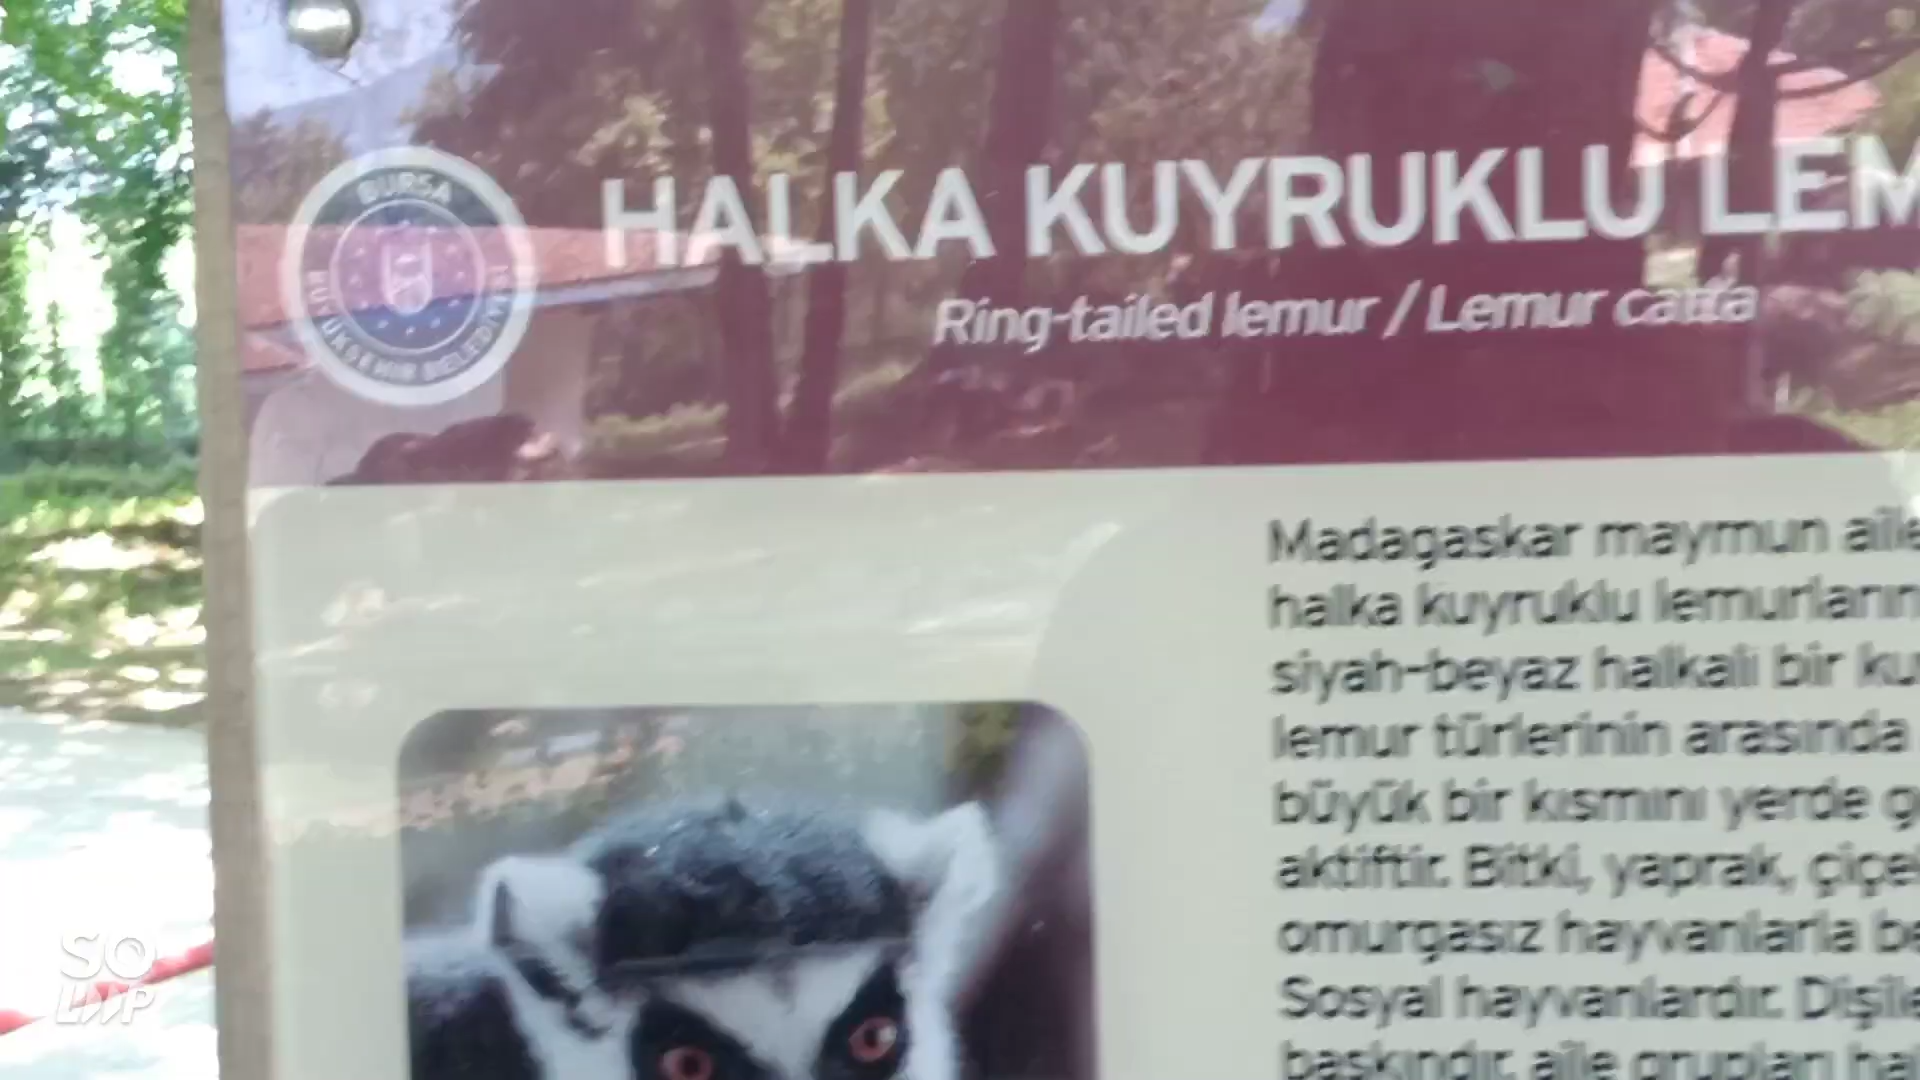 BURSA
BÜYÜKŞEHİR BELEDİYESİ
HALKA KUYRUKLU LEM
Ring-tailed lemur / Lemur catta
Madagaskar maymun aile
halka kuyruklu lemurların
siyah-beyaz halkalı bir ku
lemur türlerinin arasında
büyük bir kısmını yerde g
aktiftir. Bitki, yaprak, çiçe
omurgasız hayvanlarla be
Sosyal hayvanlardır. Dişile
baskındır, aile grupları ha
SO
LMP